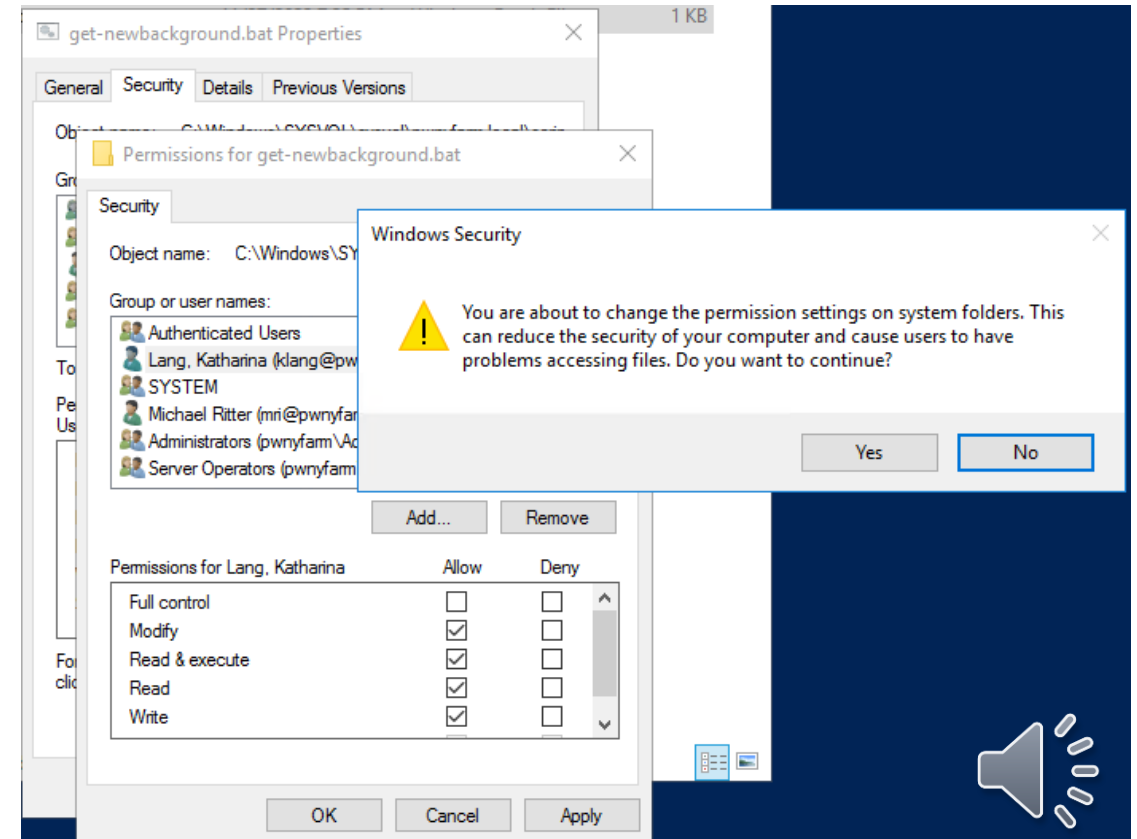 1 KB
get-newbackground.bat Properties
General Security Details Previous Versions
Permissions for get-newbackground.bat
Security
Object name: C:\Windows\SY
Group or user names:
Authenticated Users
Lang, Katharina (klang@pw
SYSTEM
Michael Ritter (mri@pwnyfar
Administrators (pwnyfarm\Ad
Server Operators (pwnyfarm
Windows Security
You are about to change the permission settings on system folders. This
can reduce the security of your computer and cause users to have
problems accessing files. Do you want to continue?
Yes No
Add... Remove
Permissions for Lang, Katharina Allow Deny
Full control
Modify
Read & execute
Read
Write
OK Cancel Apply